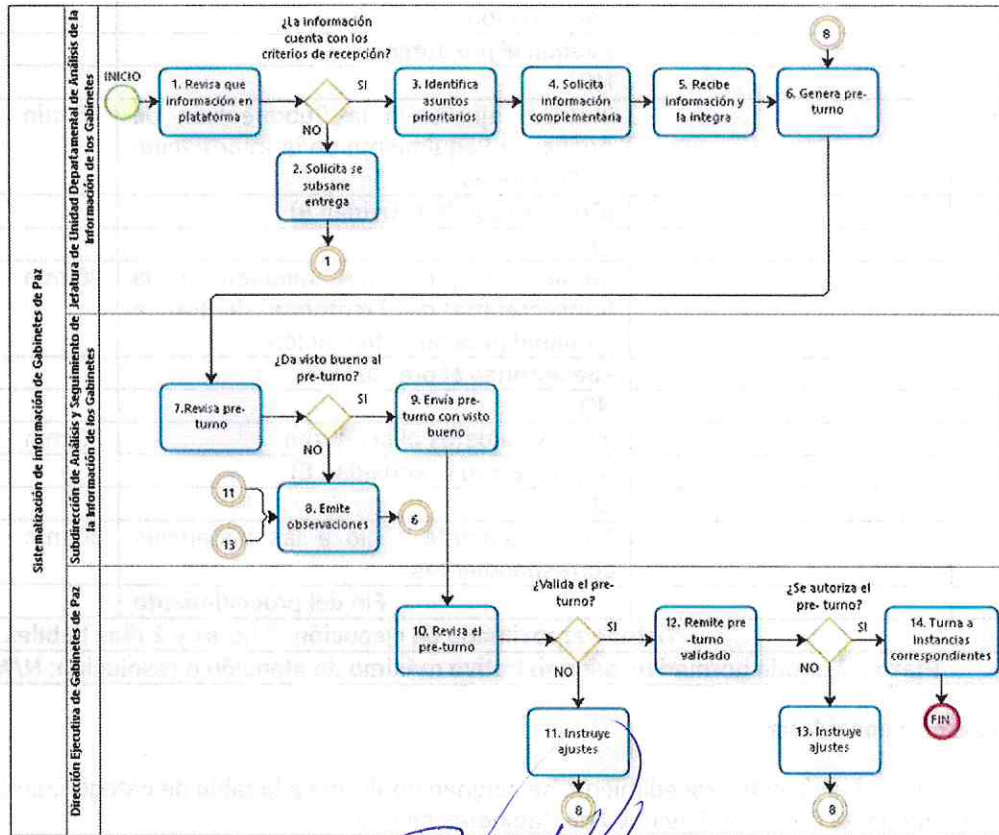 Sistematización de información de Gabinetes de Paz
Jefatura de Unidad Departamental de Análisis de la
Información de los Gabinetes
INICIO
1. Revisa que
información en
plataforma
¿La información
cuenta con los
criterios de recepción?
SI
NO
2. Solicita se
subsane
entrega
1
3. Identifica
asuntos
prioritarios
4. Solicita
información
complementaria
5. Recibe
información y
la integra
8
6. Genera pre-
turno
Subdirección de Análisis y Seguimiento de
la Información de los Gabinetes
7.Revisa pre-
turno
¿Da visto bueno al
pre-turno?
SI
NO
9. Envía pre-
turno con visto
bueno
11
13
8. Emite
observaciones
6
Dirección Ejecutiva de Gabinetes de Paz
10. Revisa el
pre-turno
¿Valida el pre-
turno?
SI
NO
11. Instruye
ajustes
8
12. Remite pre
-turno
validado
¿Se autoriza el
pre- turno?
SI
NO
13. Instruye
ajustes
8
14. Turna a
instancias
correspondientes
FIN